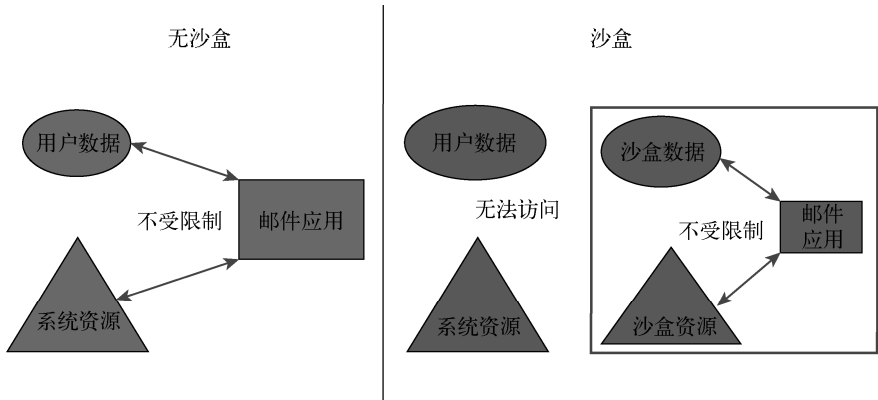 无沙盒
用户数据
不受限制
邮件应用
系统资源
沙盒
用户数据
无法访问
系统资源
沙盒数据
不受限制
邮件
应用
沙盒资源